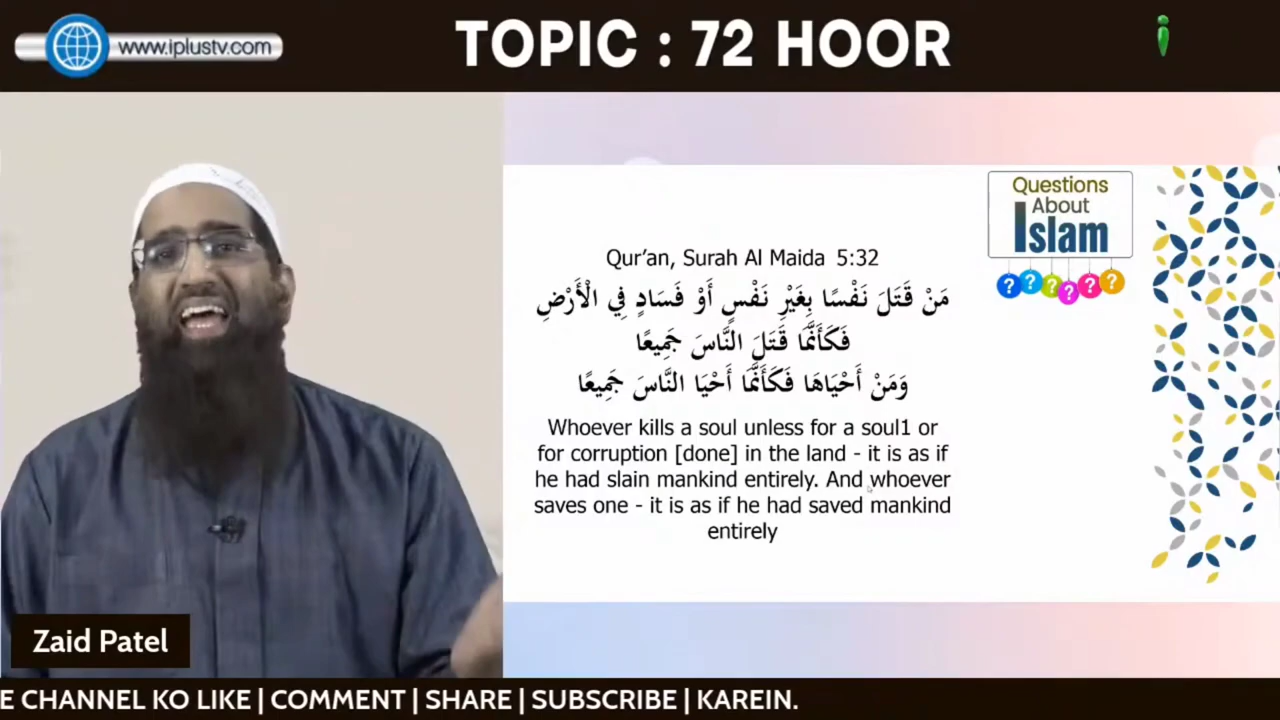 www.iplustv.com
TOPIC : 72 HOOR
Questions
About
Islam
? ? ? ? ? ?
Qur’an, Surah Al Maida 5:32
مَنْ قَتَلَ نَفْسًا بِغَيْرِ نَفْسٍ أَوْ فَسَادٍ فِي الْأَرْضِ
فَكَأَنَّمَا قَتَلَ النَّاسَ جَمِيعًا
وَمَنْ أَحْيَاهَا فَكَأَنَّمَا أَحْيَا النَّاسَ جَمِيعًا
Whoever kills a soul unless for a soul1 or
for corruption [done] in the land - it is as if
he had slain mankind entirely. And whoever
saves one - it is as if he had saved mankind
entirely
Zaid Patel
E CHANNEL KO LIKE | COMMENT | SHARE | SUBSCRIBE | KAREIN.